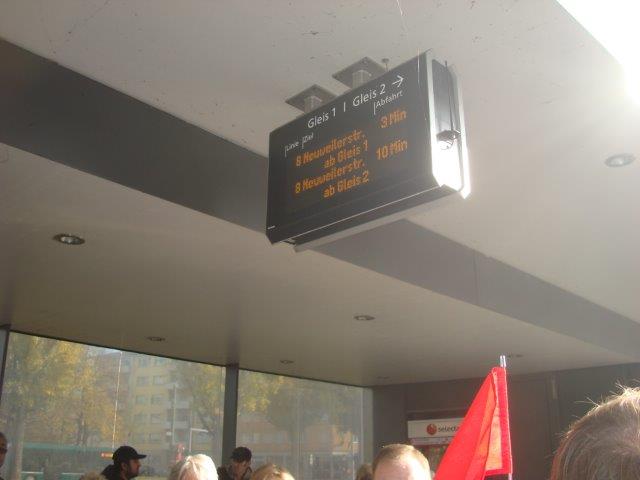 Gleis 1 | Gleis 2 →
Linie Ziel Abfahrt
8 Neuweilerstr. 3 Min
ab Gleis 1
8 Neuweilerstr. 10 Min
ab Gleis 2
selecta